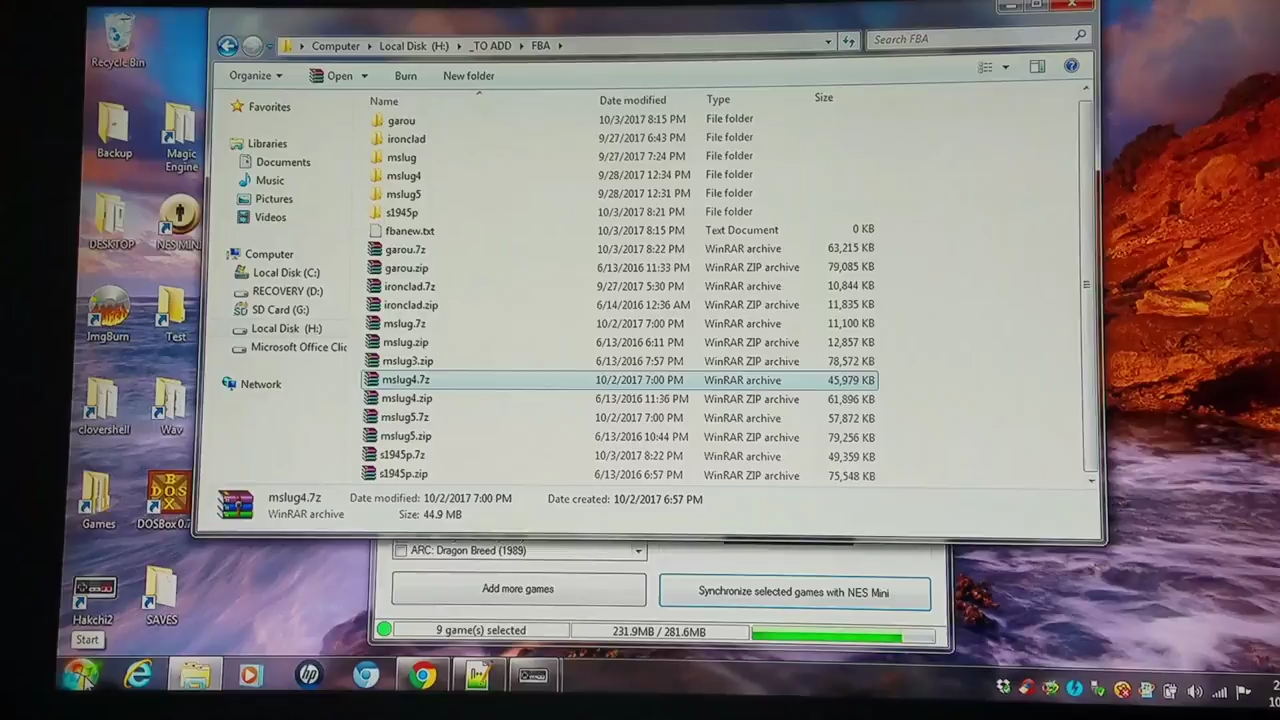 Computer Local Disk (H:) _TO ADD FBA Search FBA
Organize Open Burn New folder
Name Date modified Type Size
Favorites
Libraries
Documents
Music
Pictures
Videos
Computer
Local Disk (C:)
RECOVERY (D:)
SD Card (G:)
Local Disk (H:)
Microsoft Office Clic
Network
garou 10/3/2017 8:15 PM File folder
ironclad 9/27/2017 6:43 PM File folder
mslug 9/27/2017 7:24 PM File folder
mslug4 9/28/2017 12:34 PM File folder
mslug5 9/28/2017 12:31 PM File folder
s1945p 10/3/2017 8:21 PM File folder
fbanew.txt 10/3/2017 8:15 PM Text Document 0 KB
garou.7z 10/3/2017 8:22 PM WinRAR archive 63,215 KB
garou.zip 6/13/2016 11:33 PM WinRAR ZIP archive 79,085 KB
ironclad.7z 9/27/2017 5:30 PM WinRAR archive 10,844 KB
ironclad.zip 6/14/2016 12:36 AM WinRAR ZIP archive 11,835 KB
mslug.7z 10/2/2017 7:00 PM WinRAR archive 11,100 KB
mslug.zip 6/13/2016 6:11 PM WinRAR ZIP archive 12,857 KB
mslug3.zip 6/13/2016 7:57 PM WinRAR ZIP archive 78,572 KB
mslug4.7z 10/2/2017 7:00 PM WinRAR archive 45,979 KB
mslug4.zip 6/13/2016 11:36 PM WinRAR ZIP archive 61,896 KB
mslug5.7z 10/2/2017 7:00 PM WinRAR archive 57,872 KB
mslug5.zip 6/13/2016 10:44 PM WinRAR ZIP archive 79,256 KB
s1945p.7z 10/3/2017 8:22 PM WinRAR archive 49,359 KB
s1945p.zip 6/13/2016 6:57 PM WinRAR ZIP archive 75,548 KB
mslug4.7z Date modified: 10/2/2017 7:00 PM Date created: 10/2/2017 6:57 PM
WinRAR archive Size: 44.9 MB
ARC: Dragon Breed (1989)
Add more games Synchronize selected games with NES Mini
9 game(s) selected 231.9MB / 281.6MB
Recycle Bin
Backup Magic
Engine
DESKTOP NES MINI
ImgBurn Test
clovershell Wav
Games DOSBox 0.7
Hakchi2 SAVES
Start